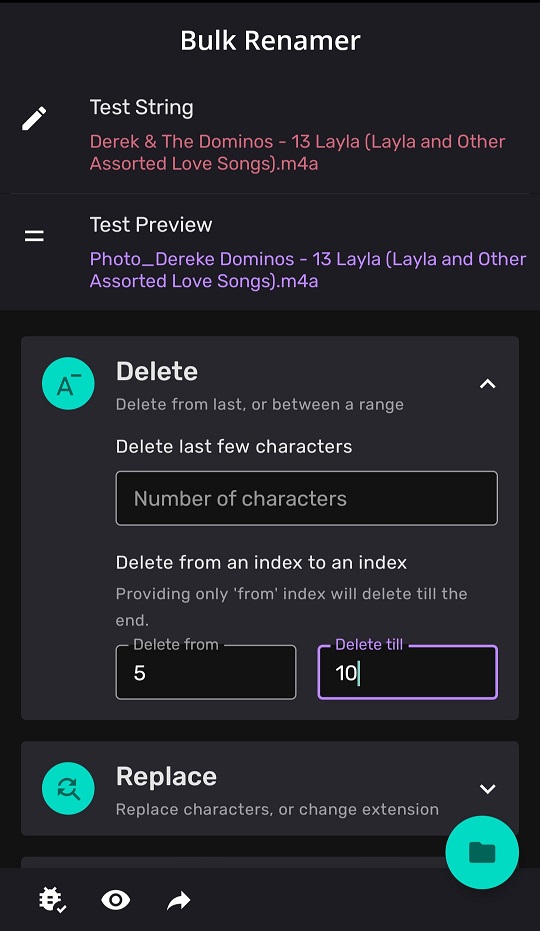 Bulk Renamer
Test String
Derek & The Dominos - 13 Layla (Layla and Other
Assorted Love Songs).m4a
Test Preview
Photo_Dereke Dominos - 13 Layla (Layla and Other
Assorted Love Songs).m4a
A-
Delete
Delete from last, or between a range
Delete last few characters
Number of characters
Delete from an index to an index
Providing only 'from' index will delete till the
end.
Delete from
5
Delete till
10
Replace
Replace characters, or change extension